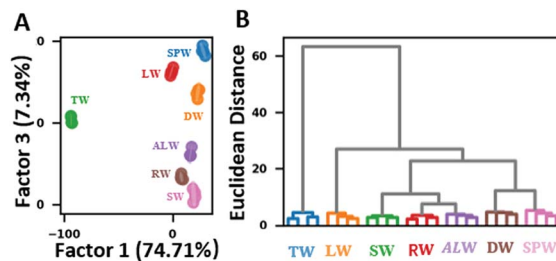 A
0
0
0
Factor 3 (7.34%)
SPW
LW
DW
TW
ALW
RW
SW
−100
0
Factor 1 (74.71%)
B
Euclidean Distance
60
40
20
0
TW LW SW RW ALW DW SPW